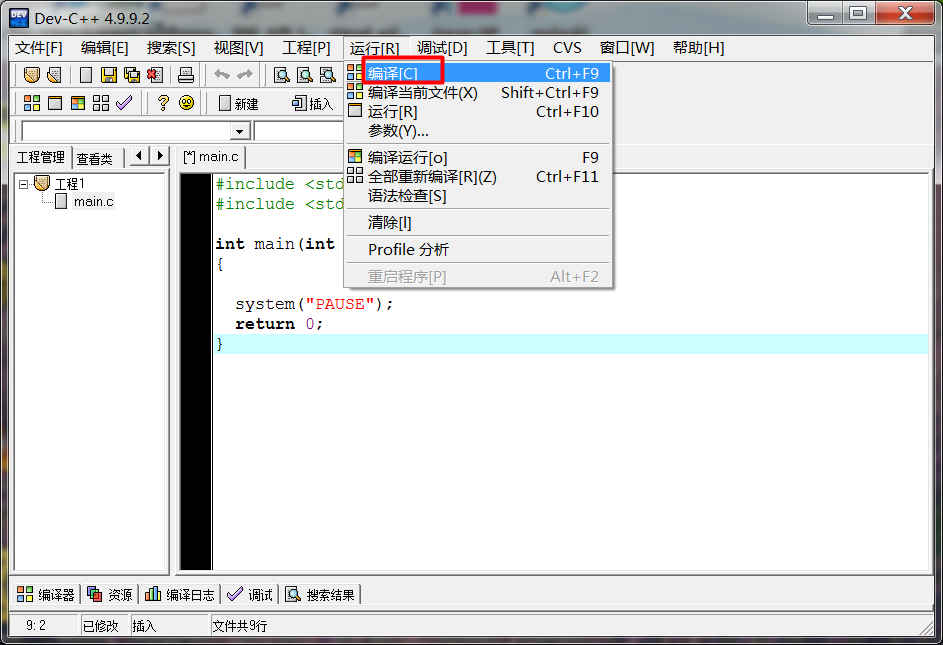 Dev-C++ 4.9.9.2
文件[F] 编辑[E] 搜索[S] 视图[V] 工程[P] 运行[R] 调试[D] 工具[T] CVS 窗口[W] 帮助[H]
编译[C] Ctrl+F9
编译当前文件(X) Shift+Ctrl+F9
运行[R] Ctrl+F10
参数(Y)...
编译运行[o] F9
全部重新编译[R](Z) Ctrl+F11
语法检查[S]
清除[l]
Profile 分析
重启程序[P] Alt+F2
新建 插入
工程管理 查看类 [*] main.c
工程1
main.c
#include <std
#include <std
int main(int
{
system("PAUSE");
return 0;
}
编译器 资源 编译日志 调试 搜索结果
9: 2 已修改 插入 文件共9行